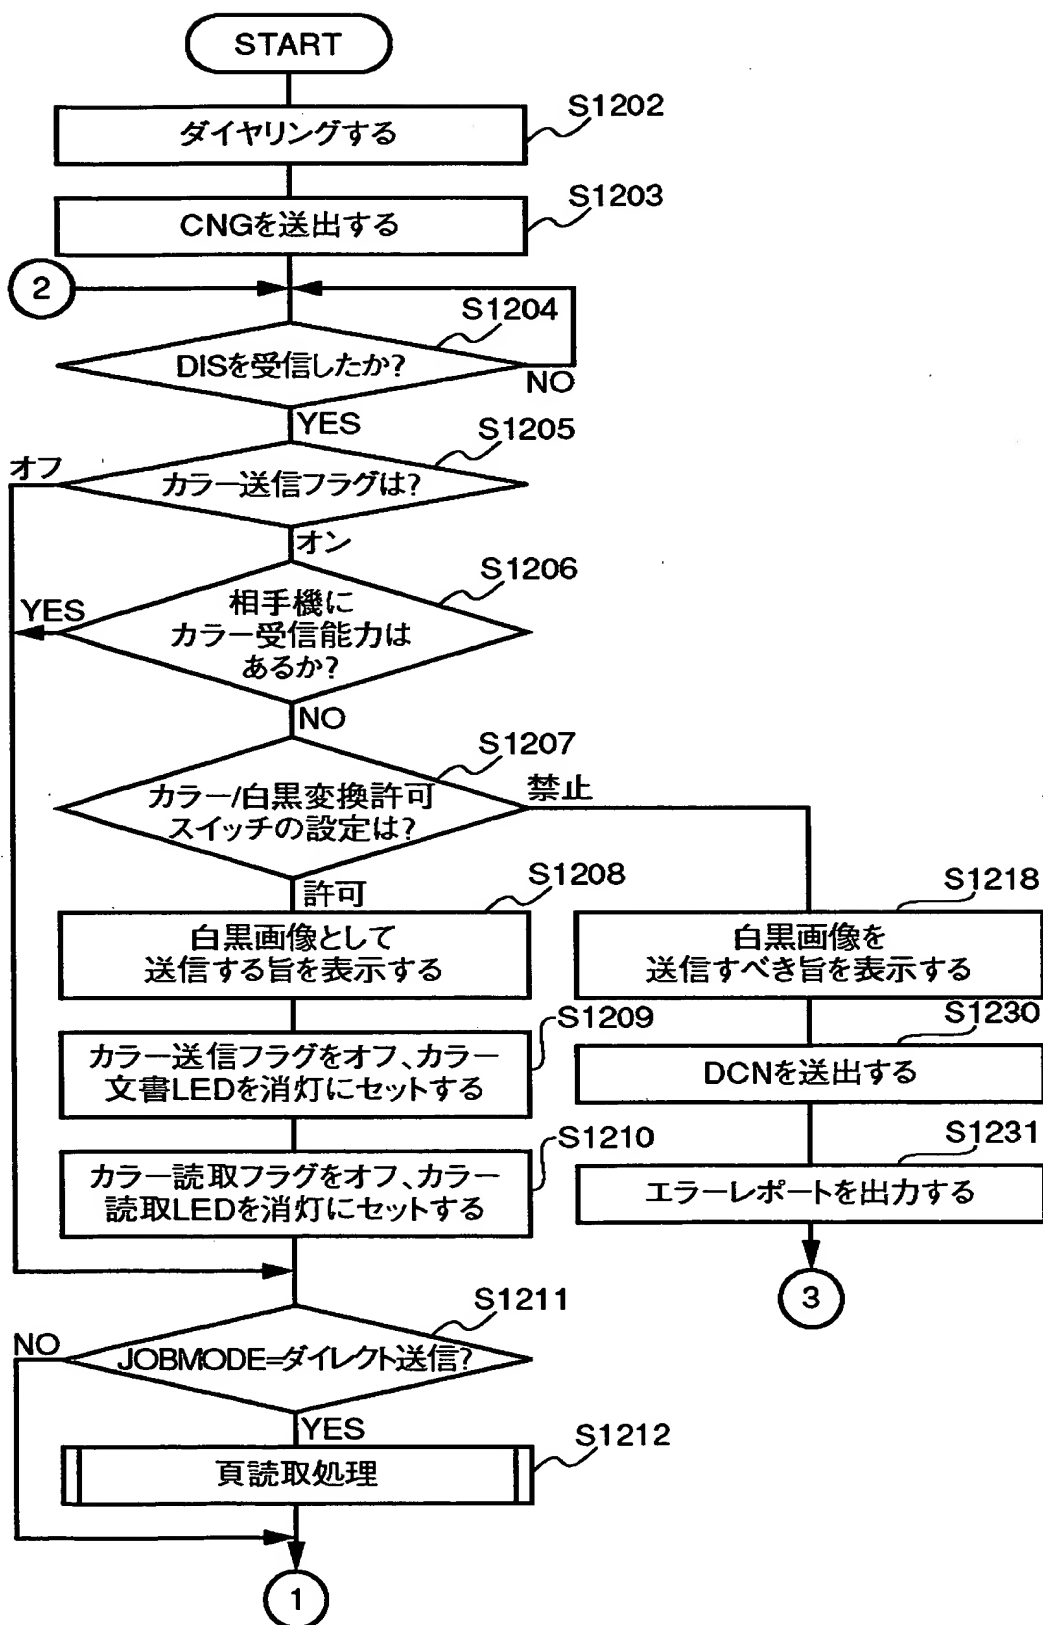 START
S1202
ダイヤリングする
S1203
CNGを送出する
2
S1204
DISを受信したか?
NO
YES
S1205
オフ
カラー送信フラグは?
オン
S1206
YES
相手機に
カラー受信能力は
あるか?
NO
S1207
カラー/白黒変換許可
スイッチの設定は?
禁止
許可
S1208
白黒画像として
送信する旨を表示する
S1218
白黒画像を
送信すべき旨を表示する
S1209
カラー送信フラグをオフ、カラー
文書LEDを消灯にセットする
S1230
DCNを送出する
S1210
カラー読取フラグをオフ、カラー
読取LEDを消灯にセットする
S1231
エラーレポートを出力する
3
S1211
NO
JOBMODE=ダイレクト送信?
YES
S1212
頁読取処理
1